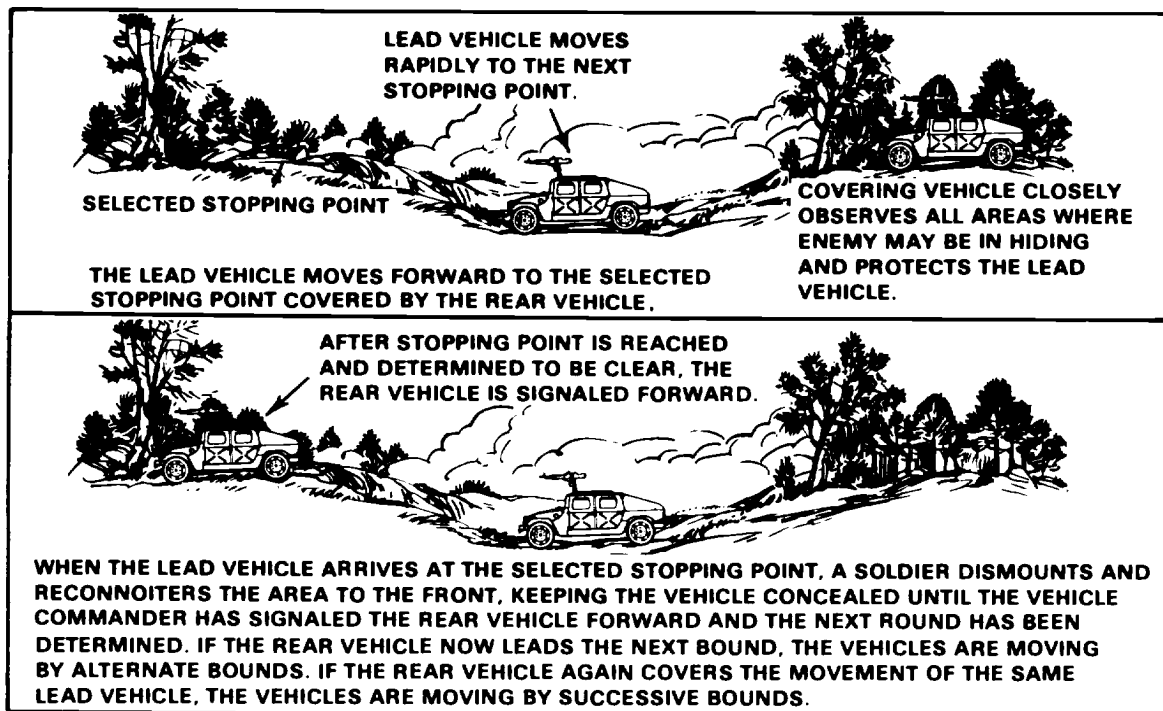 LEAD VEHICLE MOVES
RAPIDLY TO THE NEXT
STOPPING POINT.
SELECTED STOPPING POINT
COVERING VEHICLE CLOSELY
OBSERVES ALL AREAS WHERE
ENEMY MAY BE IN HIDING
AND PROTECTS THE LEAD
VEHICLE.
THE LEAD VEHICLE MOVES FORWARD TO THE SELECTED
STOPPING POINT COVERED BY THE REAR VEHICLE.
AFTER STOPPING POINT IS REACHED
AND DETERMINED TO BE CLEAR, THE
REAR VEHICLE IS SIGNALED FORWARD.
WHEN THE LEAD VEHICLE ARRIVES AT THE SELECTED STOPPING POINT, A SOLDIER DISMOUNTS AND
RECONNOITERS THE AREA TO THE FRONT, KEEPING THE VEHICLE CONCEALED UNTIL THE VEHICLE
COMMANDER HAS SIGNALED THE REAR VEHICLE FORWARD AND THE NEXT ROUND HAS BEEN
DETERMINED. IF THE REAR VEHICLE NOW LEADS THE NEXT BOUND, THE VEHICLES ARE MOVING
BY ALTERNATE BOUNDS. IF THE REAR VEHICLE AGAIN COVERS THE MOVEMENT OF THE SAME
LEAD VEHICLE, THE VEHICLES ARE MOVING BY SUCCESSIVE BOUNDS.